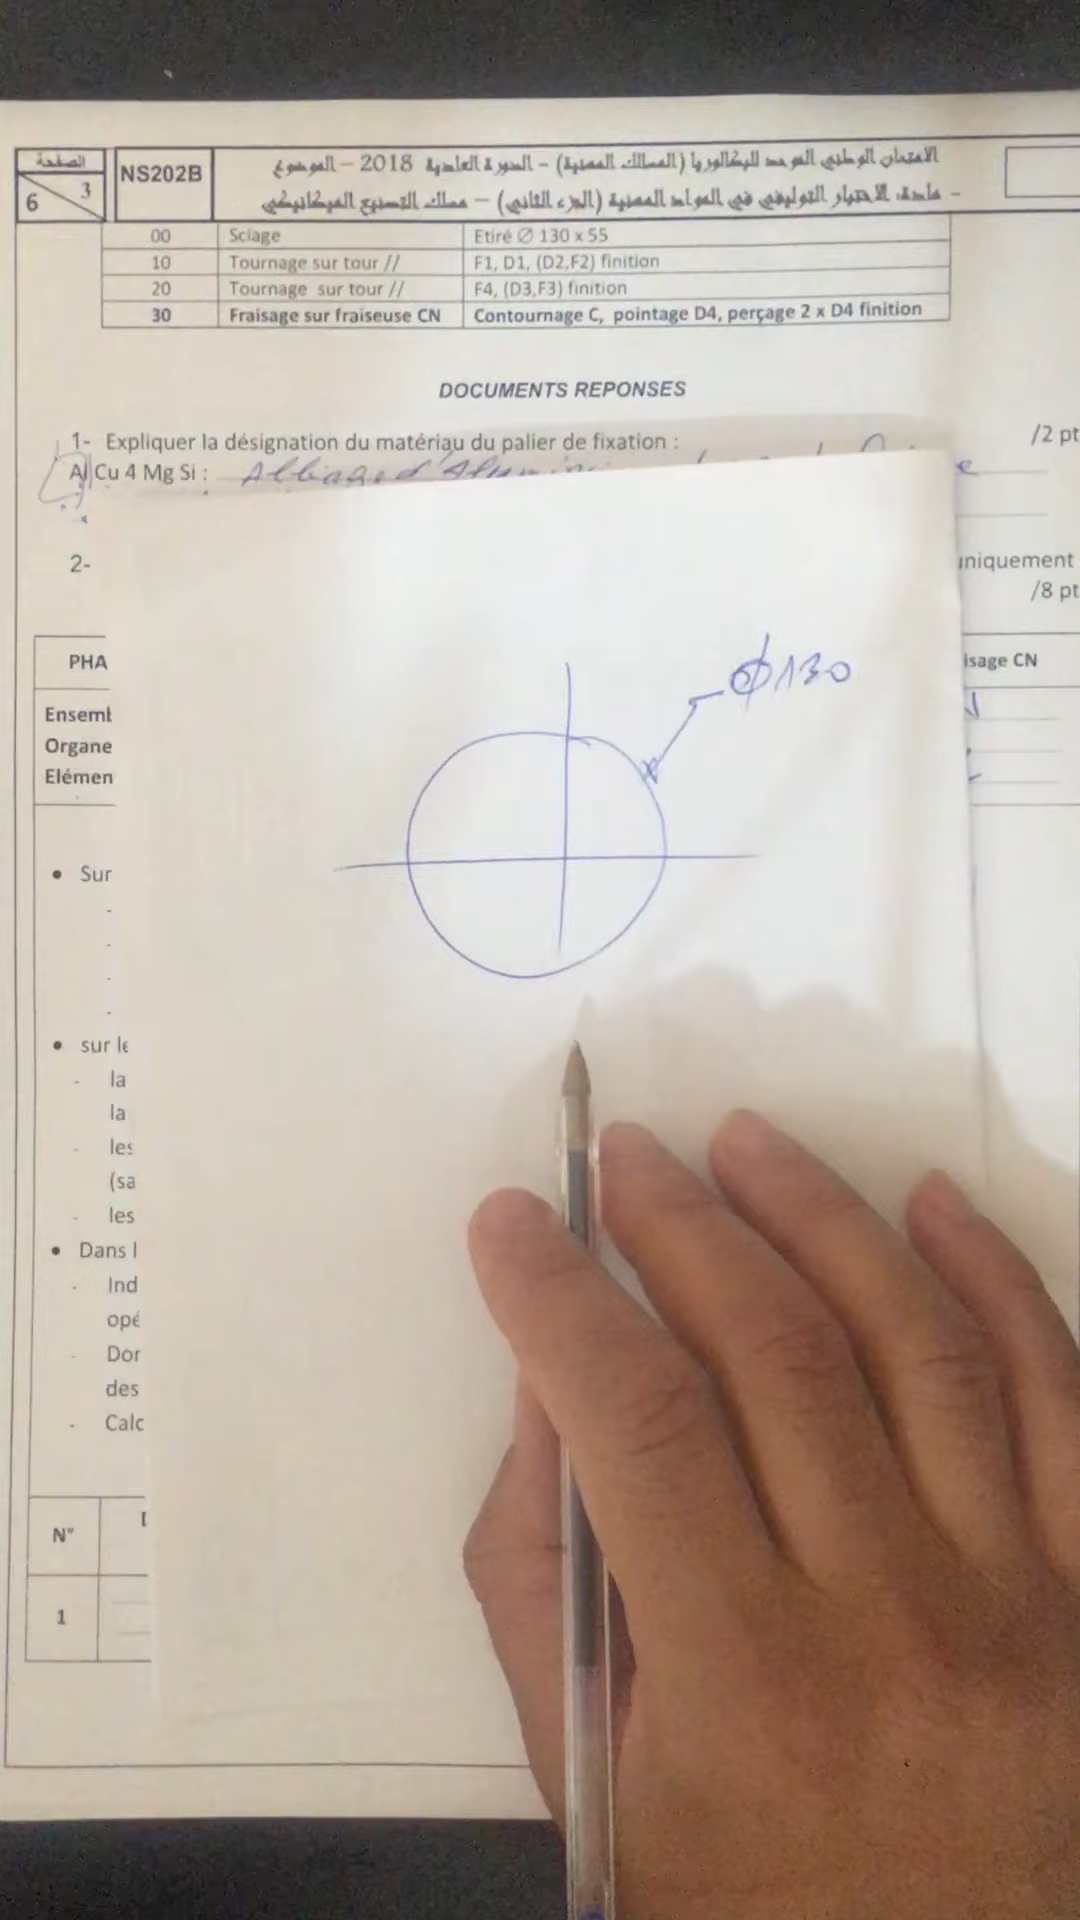 الصفحة
3
6
NS202B
الامتحان الوطني الموحد للبكالوريا (المسالك المهنية) – الدورة العادية 2018 – الموضوع
– مادة: الاختبار التوليفي في المواد المهنية (الجزء الثاني) – مسلك التصنيع الميكانيكي
00 Sciage Etiré ∅ 130 x 55
10 Tournage sur tour // F1, D1, (D2,F2) finition
20 Tournage sur tour // F4, (D3,F3) finition
30 Fraisage sur fraiseuse CN Contournage C, pointage D4, perçage 2 x D4 finition
DOCUMENTS REPONSES
1- Expliquer la désignation du matériau du palier de fixation : /2 pt
Al Cu 4 Mg Si : Alliage d'Alumini
2- uniquement
/8 pt
PHA isage CN
Ensemb
Organe
Elémen
ϕ130
• Sur
-
-
-
-
• sur le
- la
la
- les
(sa
- les
• Dans l
- Ind
opé
- Don
des
- Calc
N°
1